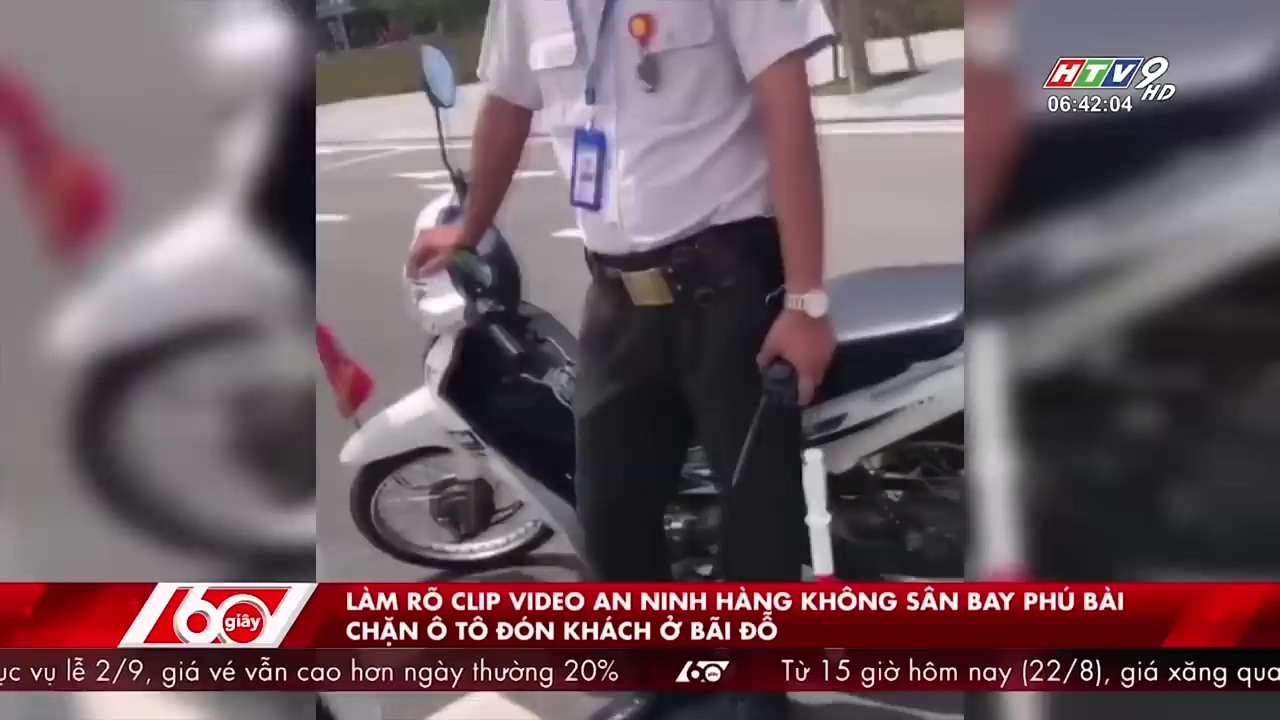 HTV9
HD
06:42:04
60 giây
LÀM RÕ CLIP VIDEO AN NINH HÀNG KHÔNG SÂN BAY PHÚ BÀI
CHẶN Ô TÔ ĐÓN KHÁCH Ở BÃI ĐỖ
vụ lễ 2/9, giá vé vẫn cao hơn ngày thường 20% 60 giây Từ 15 giờ hôm nay (22/8), giá xăng